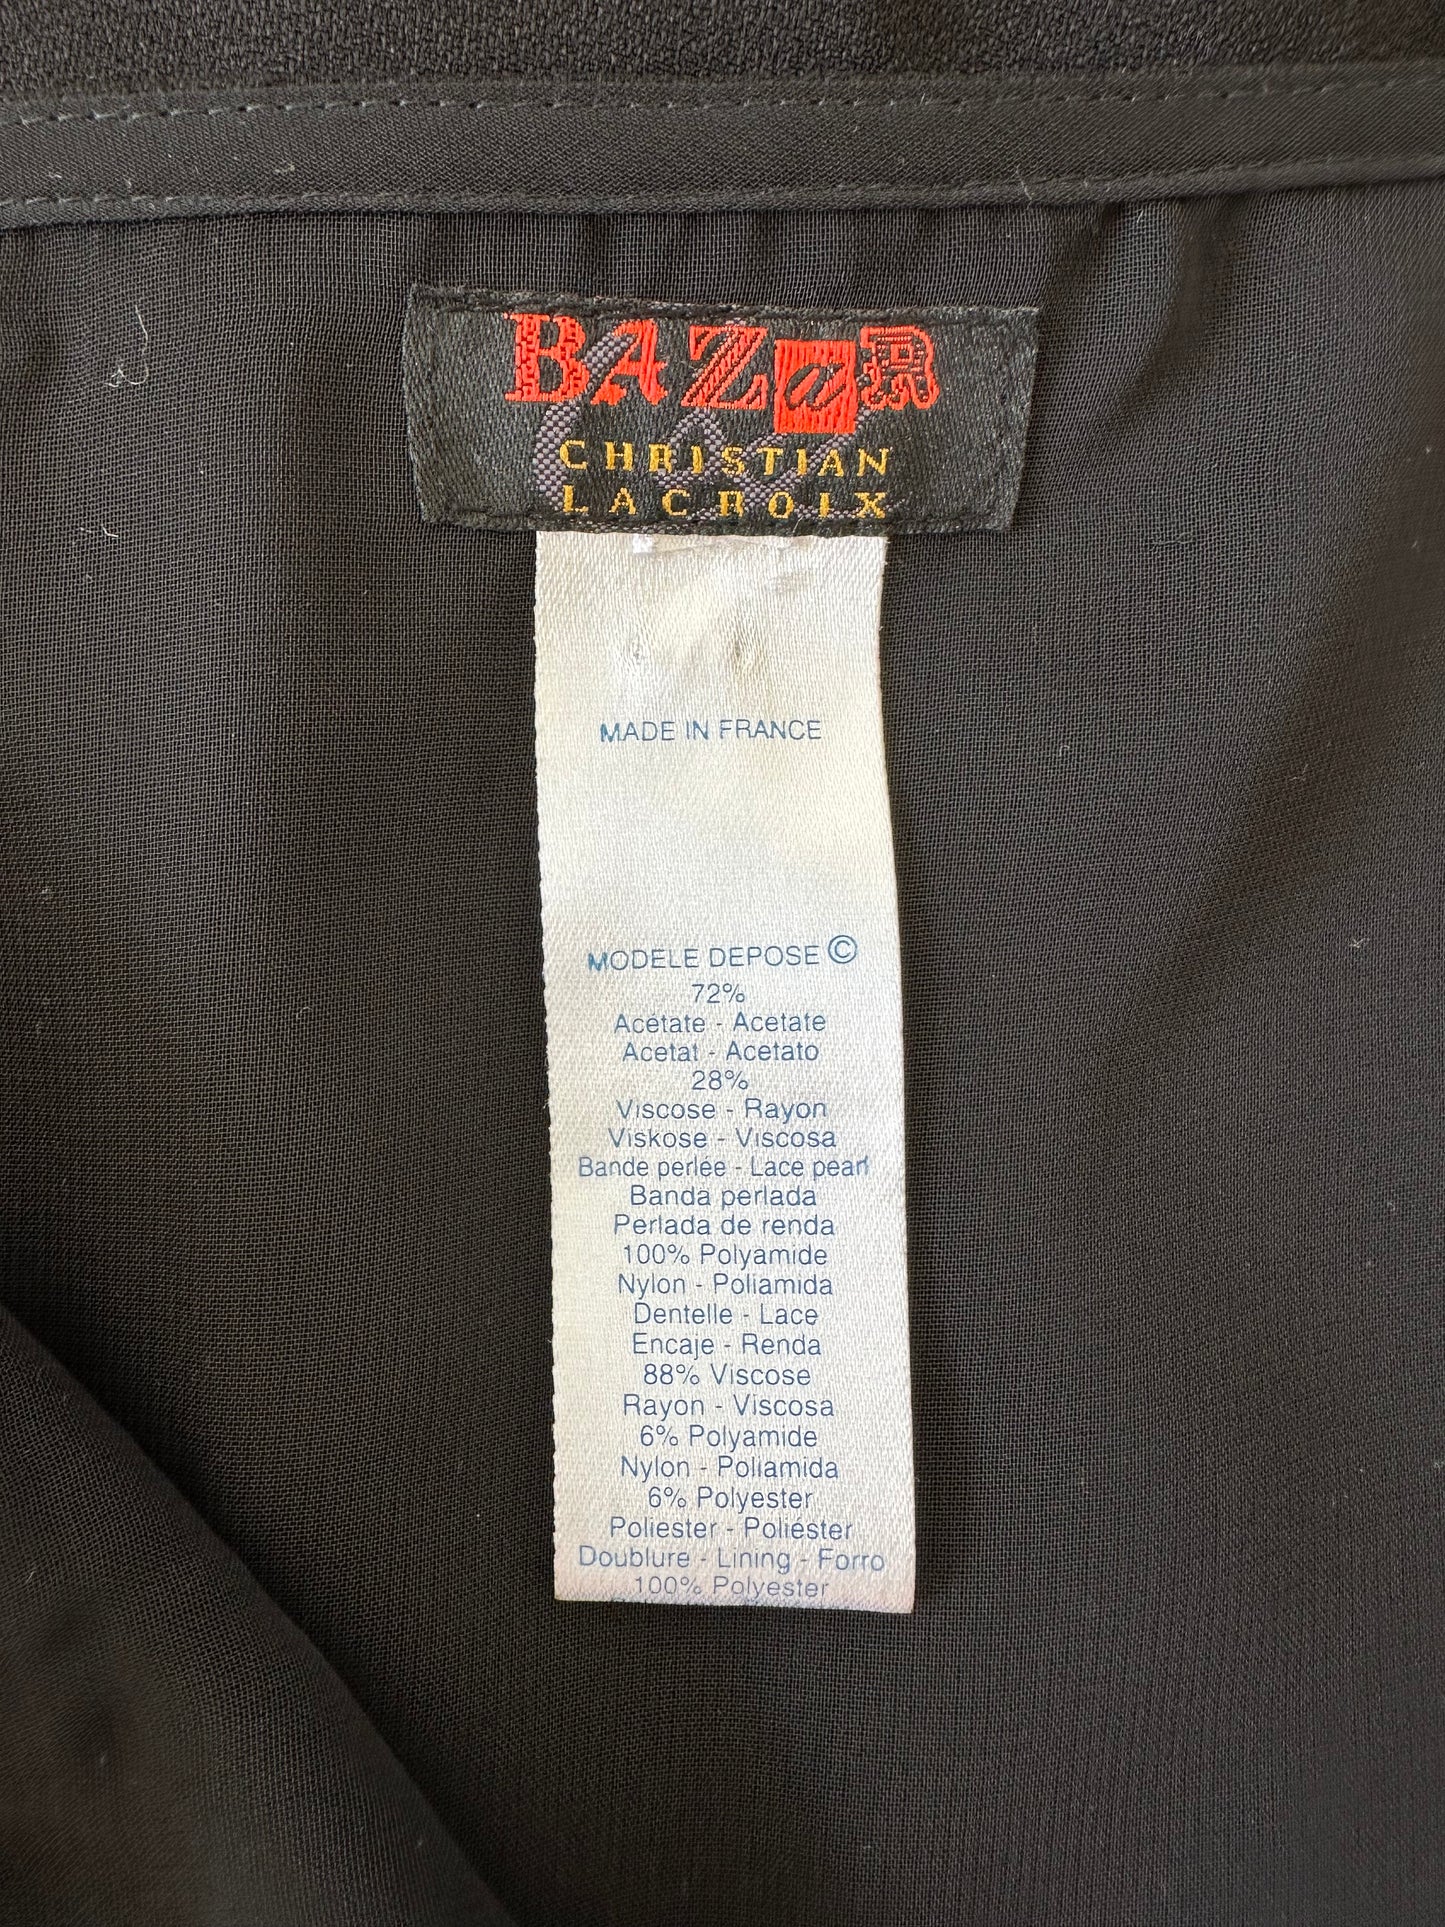 BAZaR
CHRISTIAN
LACROIX
MADE IN FRANCE
MODELE DEPOSE ©
72%
Acétate - Acetate
Acetat - Acetato
28%
Viscose - Rayon
Viskose - Viscosa
Bande perlée - Lace pearl
Banda perlada
Perlada de renda
100% Polyamide
Nylon - Poliamida
Dentelle - Lace
Encaje - Renda
88% Viscose
Rayon - Viscosa
6% Polyamide
Nylon - Poliamida
6% Polyester
Poliester - Poliéster
Doublure - Lining - Forro
100% Polyester